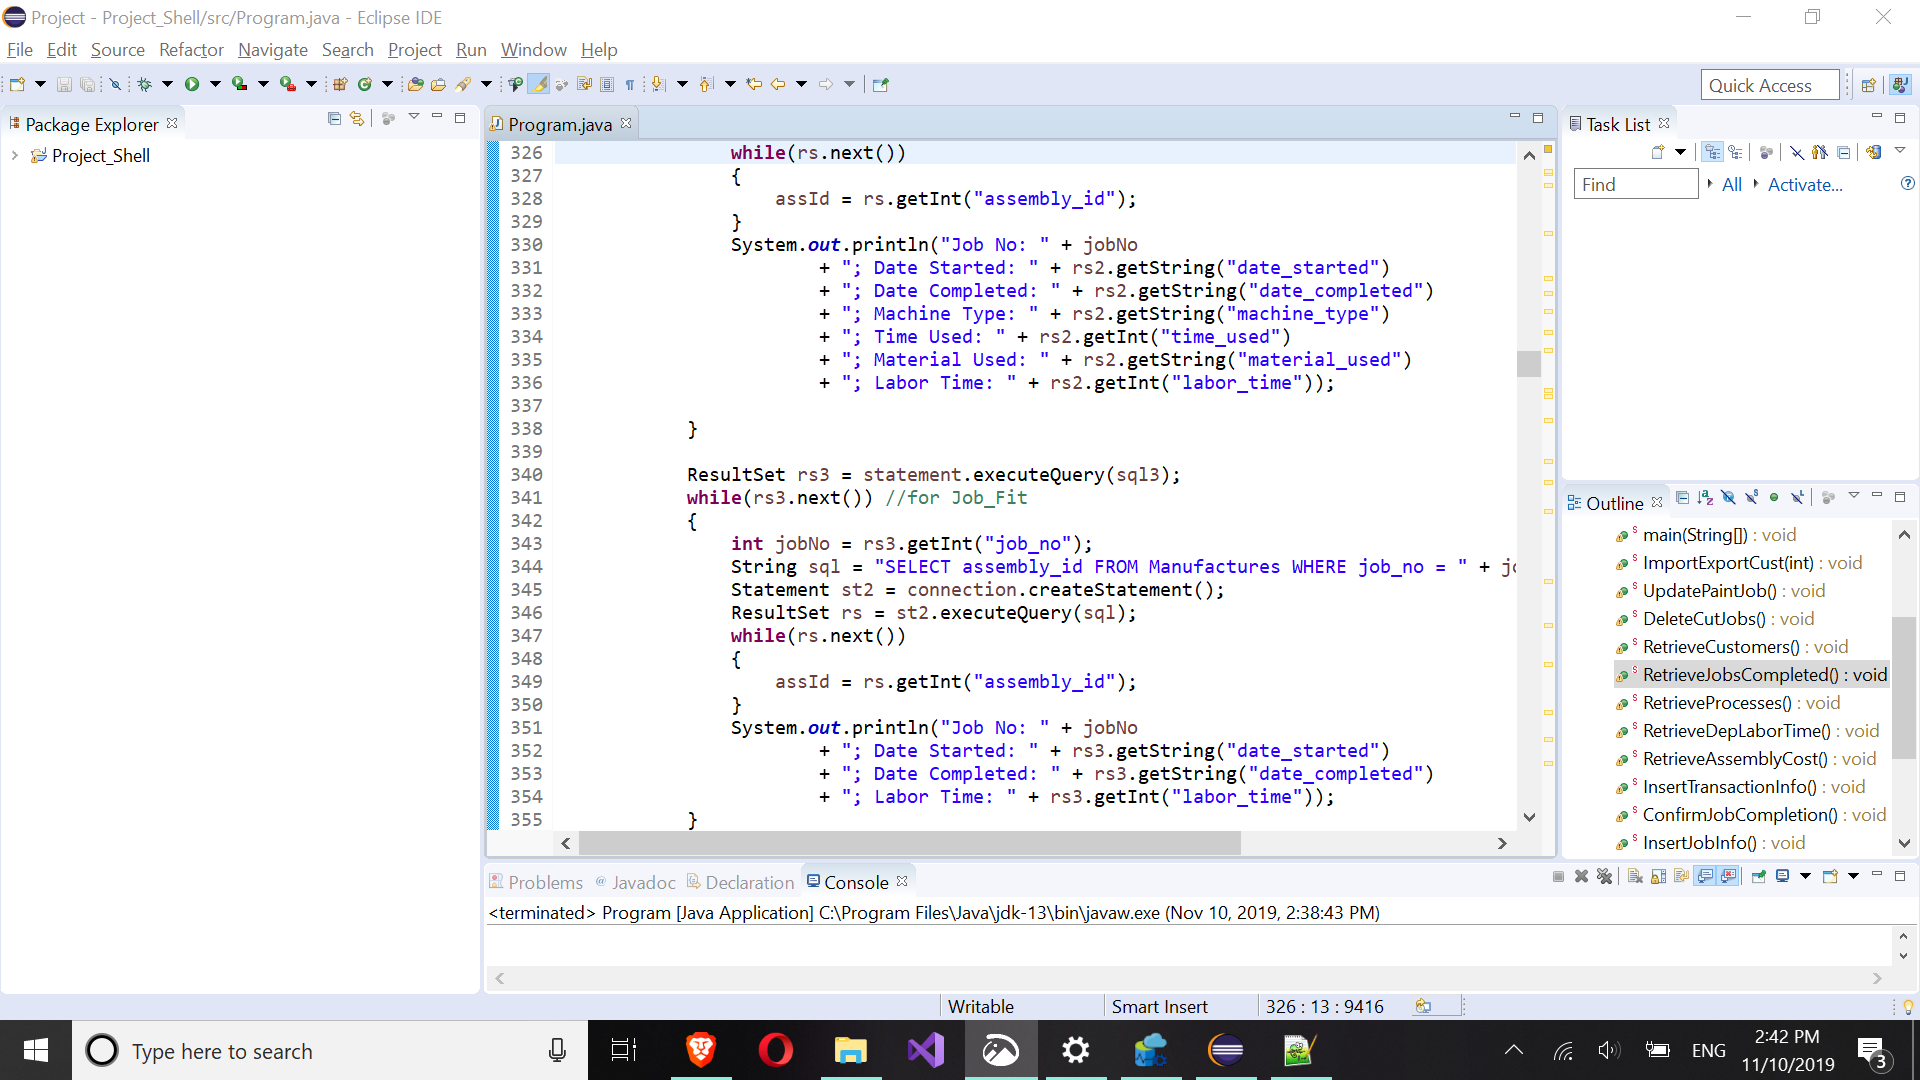 Project - Project_Shell/src/Program.java - Eclipse IDE
File Edit Source Refactor Navigate Search Project Run Window Help
Quick Access
Package Explorer
Project_Shell
Program.java
326 while(rs.next())
327 {
328 assId = rs.getInt("assembly_id");
329 }
330 System.out.println("Job No: " + jobNo
331 + "; Date Started: " + rs2.getString("date_started")
332 + "; Date Completed: " + rs2.getString("date_completed")
333 + "; Machine Type: " + rs2.getString("machine_type")
334 + "; Time Used: " + rs2.getInt("time_used")
335 + "; Material Used: " + rs2.getString("material_used")
336 + "; Labor Time: " + rs2.getInt("labor_time"));
337
338 }
339
340 ResultSet rs3 = statement.executeQuery(sql3);
341 while(rs3.next()) //for Job_Fit
342 {
343 int jobNo = rs3.getInt("job_no");
344 String sql = "SELECT assembly_id FROM Manufactures WHERE job_no = " +
345 Statement st2 = connection.createStatement();
346 ResultSet rs = st2.executeQuery(sql);
347 while(rs.next())
348 {
349 assId = rs.getInt("assembly_id");
350 }
351 System.out.println("Job No: " + jobNo
352 + "; Date Started: " + rs3.getString("date_started")
353 + "; Date Completed: " + rs3.getString("date_completed")
354 + "; Labor Time: " + rs3.getInt("labor_time"));
355 }
Task List
Find All Activate...
Outline
main(String[]) : void
ImportExportCust(int) : void
UpdatePaintJob() : void
DeleteCutJobs() : void
RetrieveCustomers() : void
RetrieveJobsCompleted() : void
RetrieveProcesses() : void
RetrieveDepLaborTime() : void
RetrieveAssemblyCost() : void
InsertTransactionInfo() : void
ConfirmJobCompletion() : void
InsertJobInfo() : void
Problems Javadoc Declaration Console
<terminated> Program [Java Application] C:\Program Files\Java\jdk-13\bin\javaw.exe (Nov 10, 2019, 2:38:43 PM)
Writable Smart Insert 326 : 13 : 9416
Type here to search
ENG
2:42 PM
11/10/2019
3